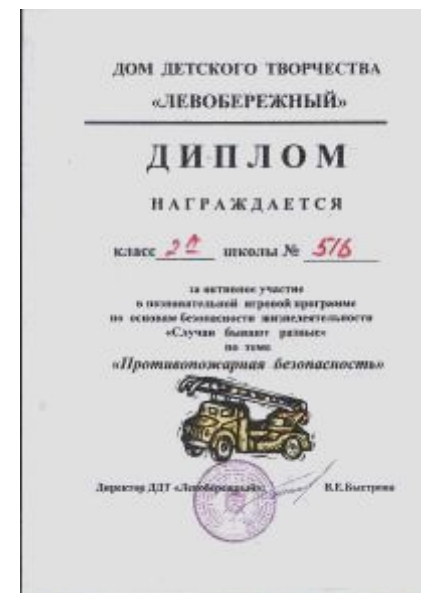 ДОМ ДЕТСКОГО ТВОРЧЕСТВА
«ЛЕВОБЕРЕЖНЫЙ»
ДИПЛОМ
НАГРАЖДАЕТСЯ
класс 2 школы № 516
за активное участие
в познавательной игровой программе
по основам безопасности жизнедеятельности
«Случаи бывают разные»
по теме
«Противопожарная безопасность»
Директор ДДТ «Левобережный» В.Е.Быстрова